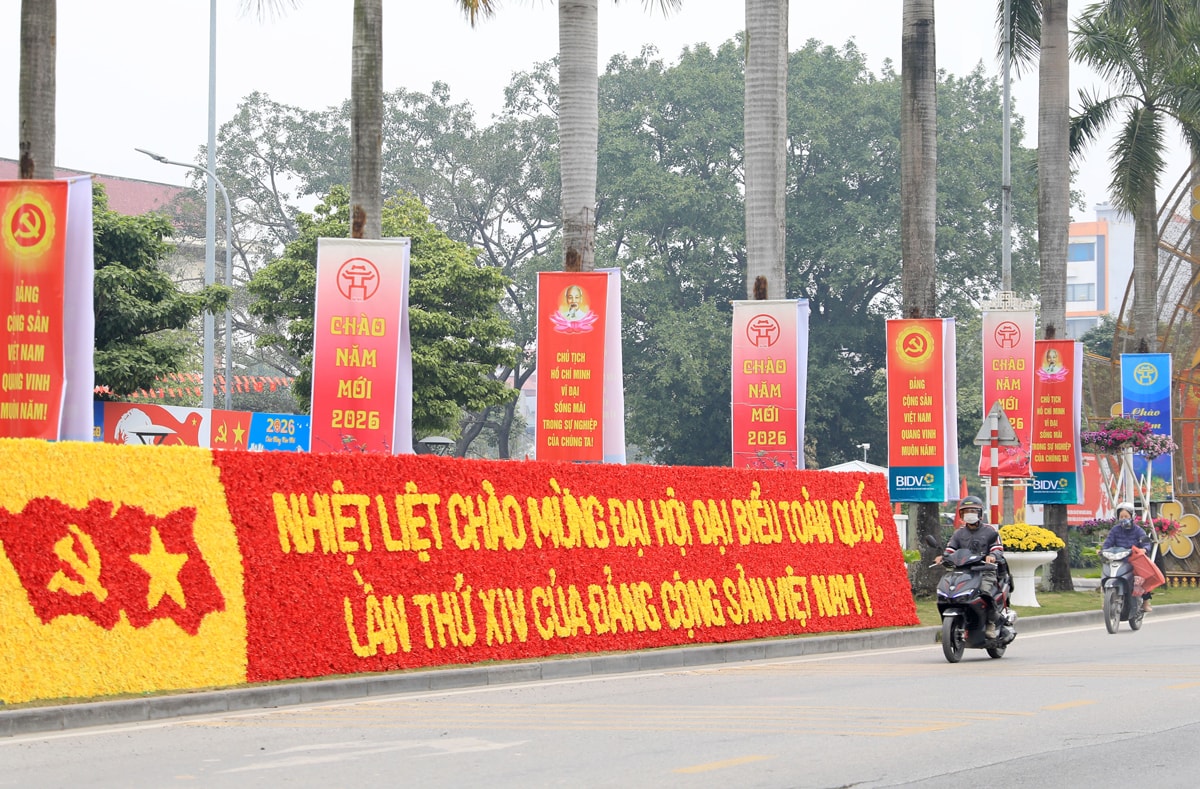 ĐẢNG
CỘNG SẢN
VIỆT NAM
QUANG VINH
MUÔN NĂM!
2026
CHÀO
NĂM
MỚI
2026
CHỦ TỊCH
HỒ CHÍ MINH
VĨ ĐẠI
SỐNG MÃI
TRONG SỰ NGHIỆP
CỦA CHÚNG TA!
CHÀO
NĂM
MỚI
2026
ĐẢNG
CỘNG SẢN
VIỆT NAM
QUANG VINH
MUÔN NĂM!
BIDV
CHÀO
NĂM
MỚI
CHỦ TỊCH
HỒ CHÍ MINH
VĨ ĐẠI
SỐNG MÃI
TRONG SỰ NGHIỆP
CỦA CHÚNG TA!
BIDV
Chào
NHIỆT LIỆT CHÀO MỪNG ĐẠI HỘI ĐẠI BIỂU TOÀN QUỐC
LẦN THỨ XIV CỦA ĐẢNG CỘNG SẢN VIỆT NAM !